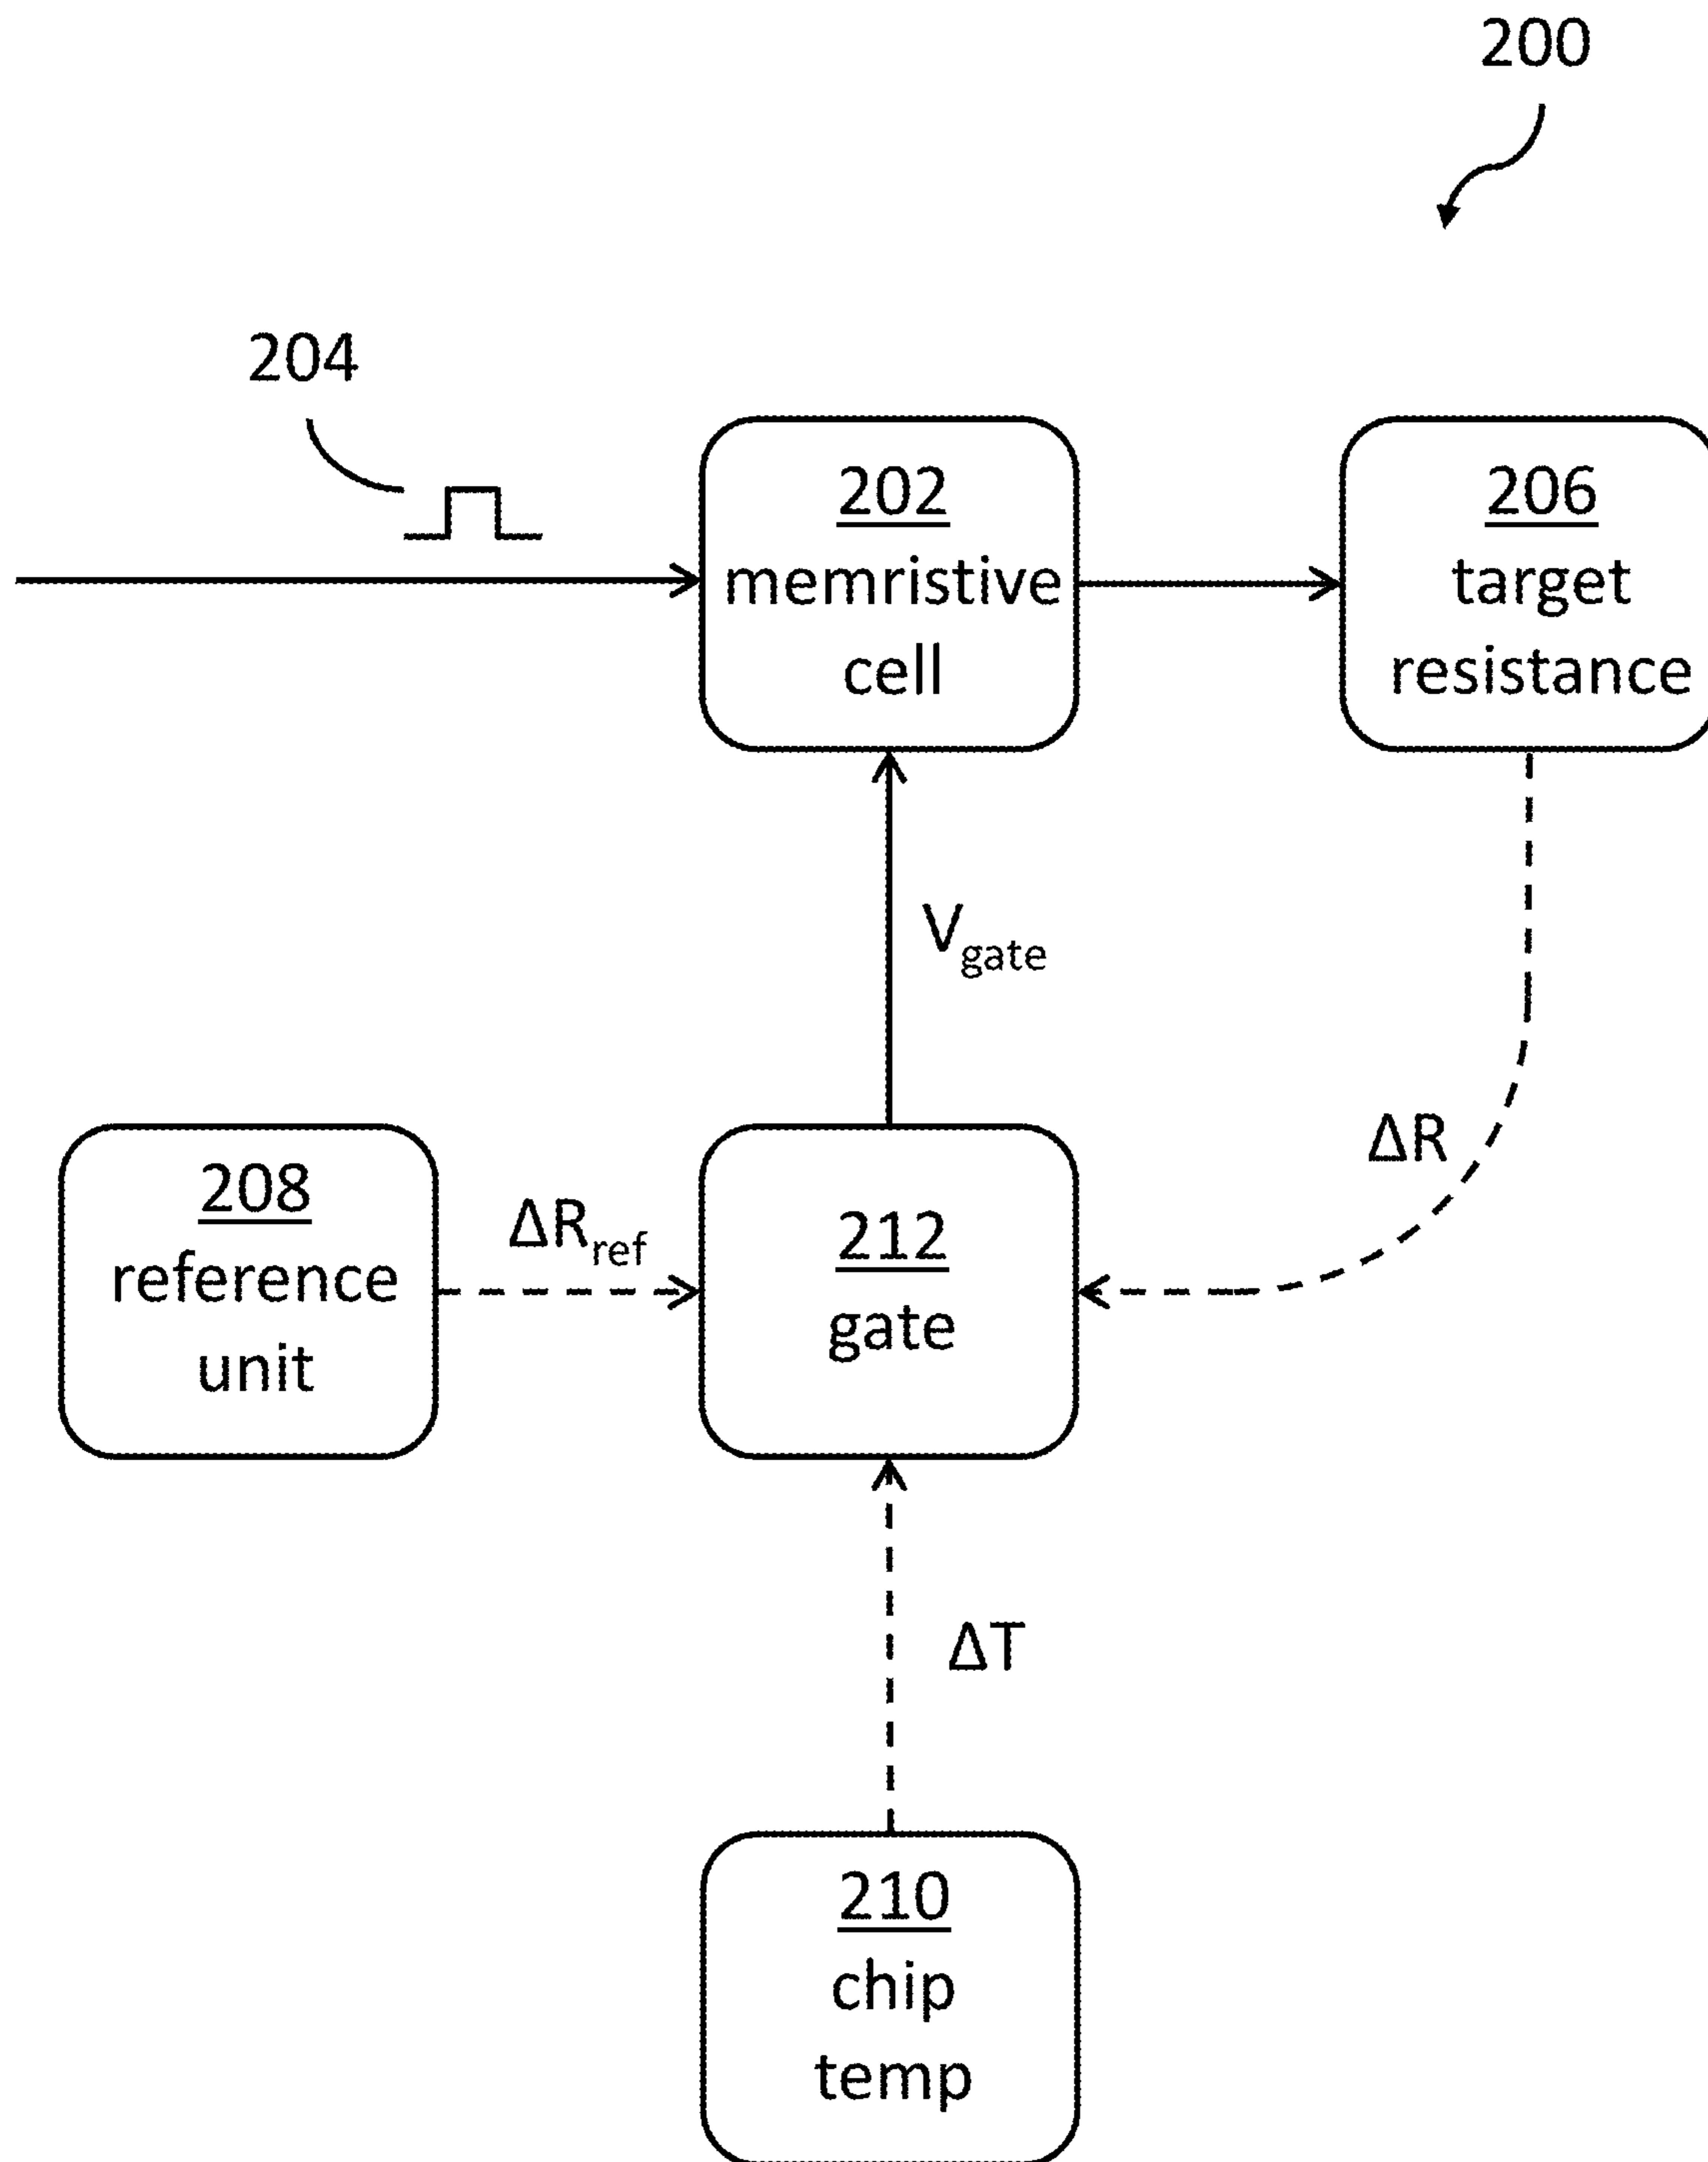 200
204
202
memristive
cell
206
target
resistance
V_gate
208
reference
unit
ΔR_ref
212
gate
ΔR
ΔT
210
chip
temp